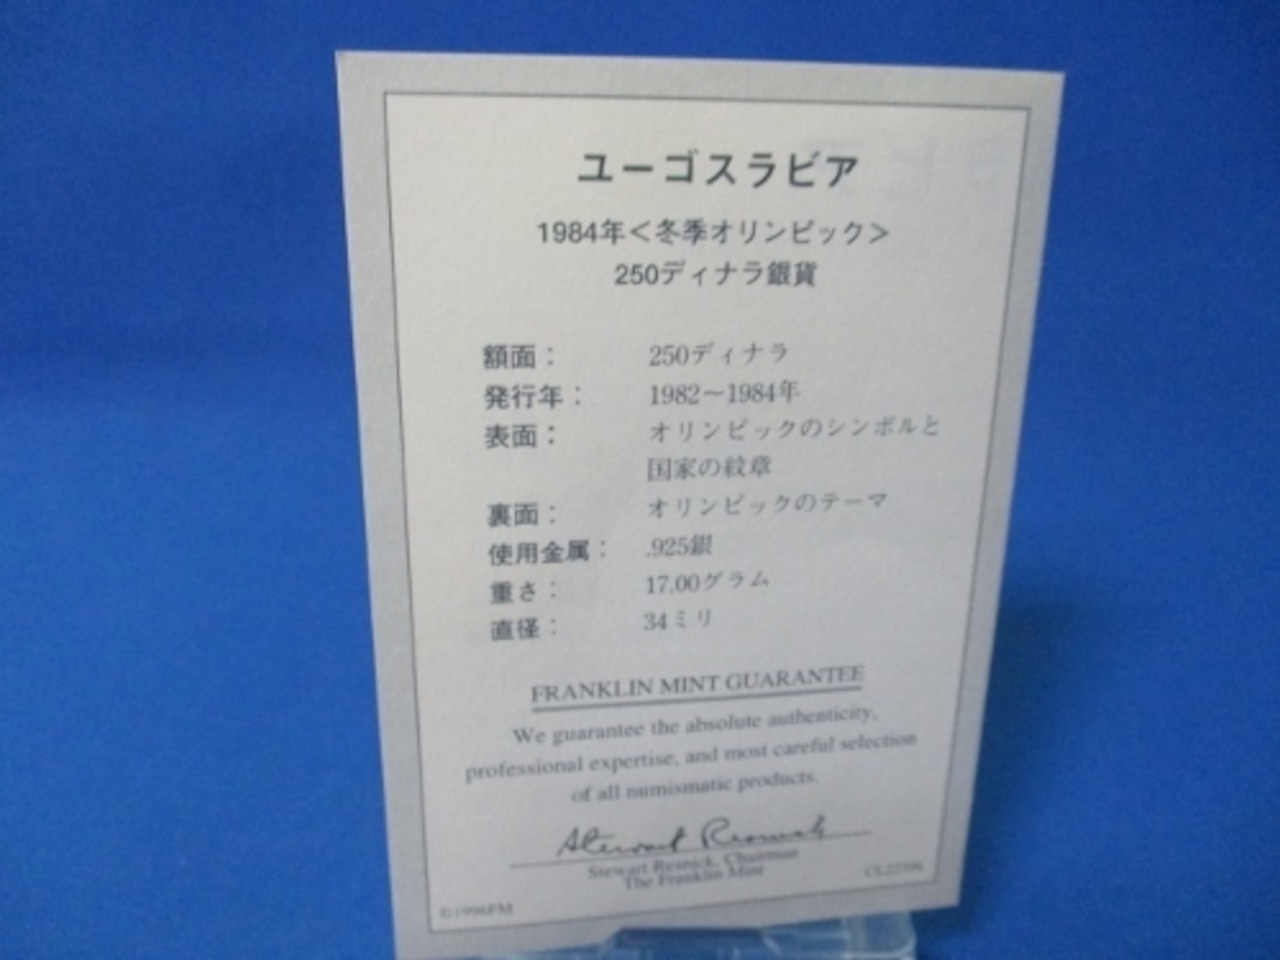 ユーゴスラビア
1984年<冬季オリンピック>
250ディナラ銀貨
額面： 250ディナラ
発行年： 1982〜1984年
表面： オリンピックのシンボルと
国家の紋章
裏面： オリンピックのテーマ
使用金属： .925銀
重さ： 17.00グラム
直径： 34ミリ
FRANKLIN MINT GUARANTEE
We guarantee the absolute authenticity,
professional expertise, and most careful selection
of all numismatic products.
Stewart Resnick
Stewart Resnick, Chairman
The Franklin Mint
©1996FM